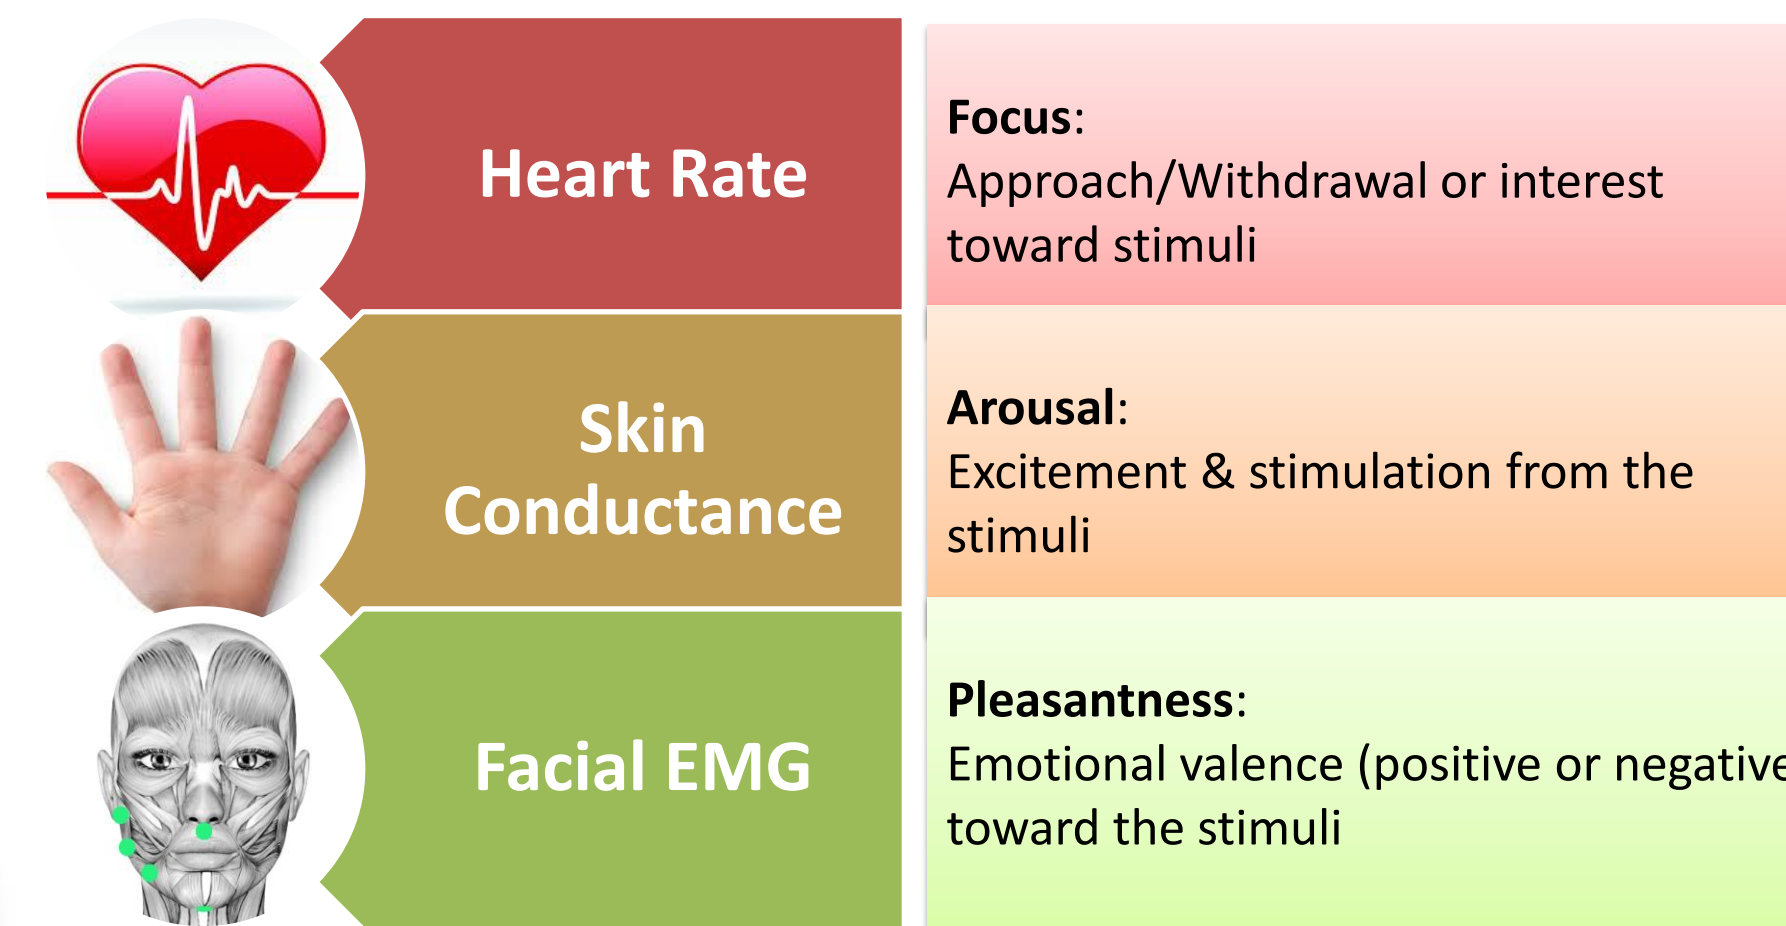 Heart Rate
Focus:
Approach/Withdrawal or interest
toward stimuli
Skin
Conductance
Arousal:
Excitement & stimulation from the
stimuli
Facial EMG
Pleasantness:
Emotional valence (positive or negative
toward the stimuli